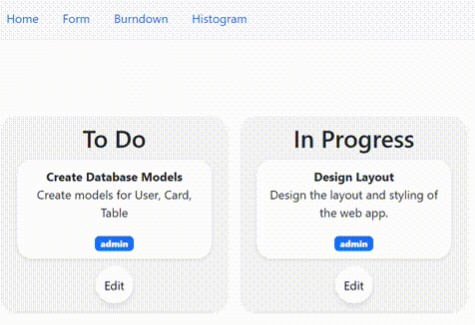 Home Form Burndown Histogram
To Do
Create Database Models
Create models for User, Card,
Table
admin
Edit
In Progress
Design Layout
Design the layout and styling of
the web app.
admin
Edit